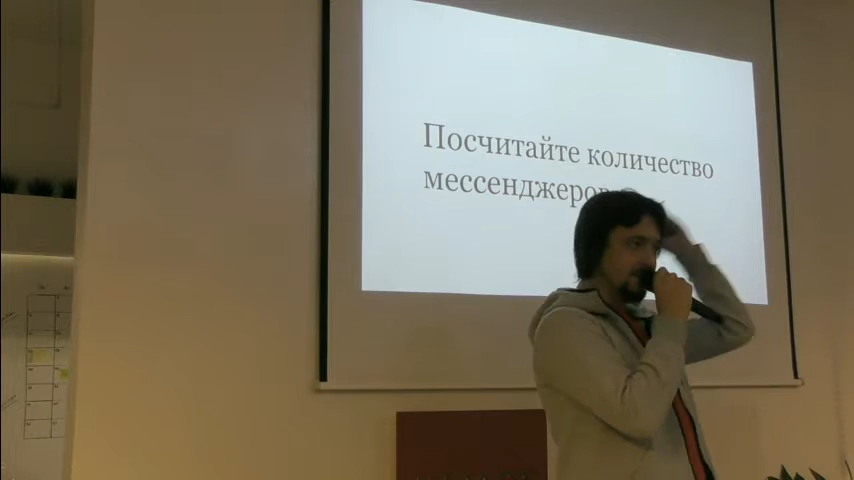 Посчитайте количество
мессенджеров